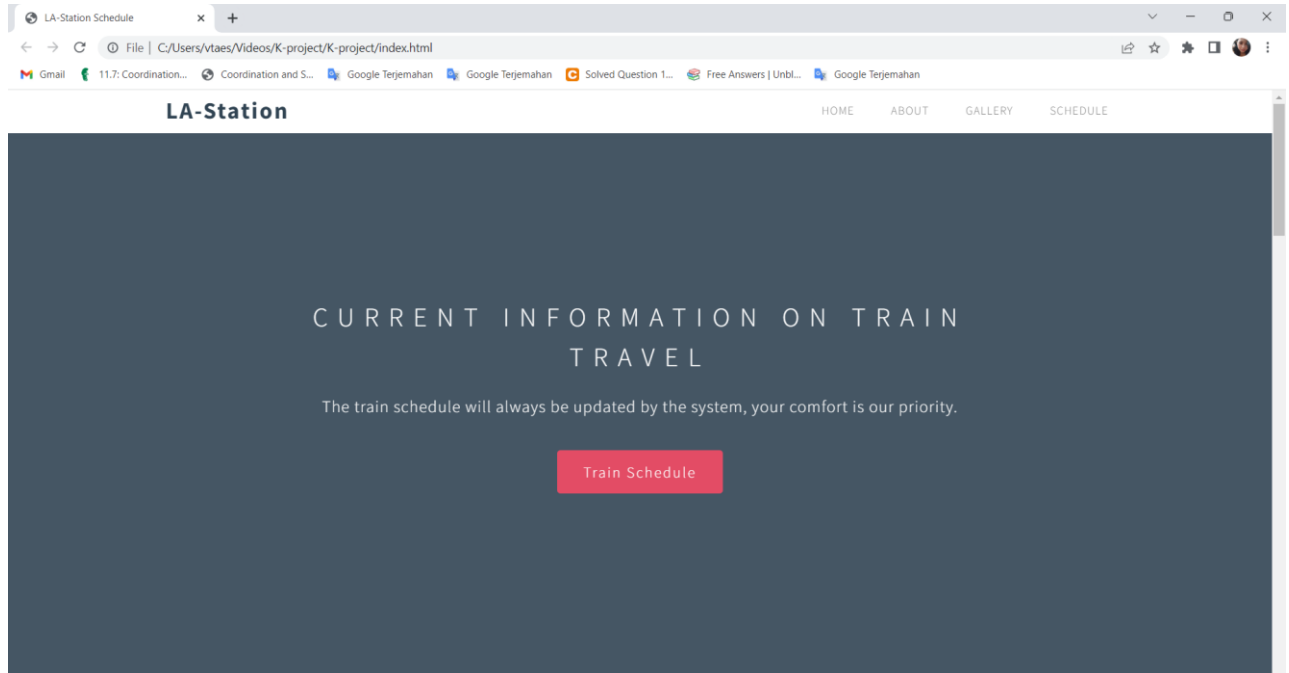 LA-Station Schedule
File | C:/Users/vtaes/Videos/K-project/K-project/index.html
Gmail 11.7: Coordination... Coordination and S... Google Terjemahan Google Terjemahan Solved Question 1... Free Answers | Unbl... Google Terjemahan
LA-Station HOME ABOUT GALLERY SCHEDULE
CURRENT INFORMATION ON TRAIN
TRAVEL
The train schedule will always be updated by the system, your comfort is our priority.
Train Schedule